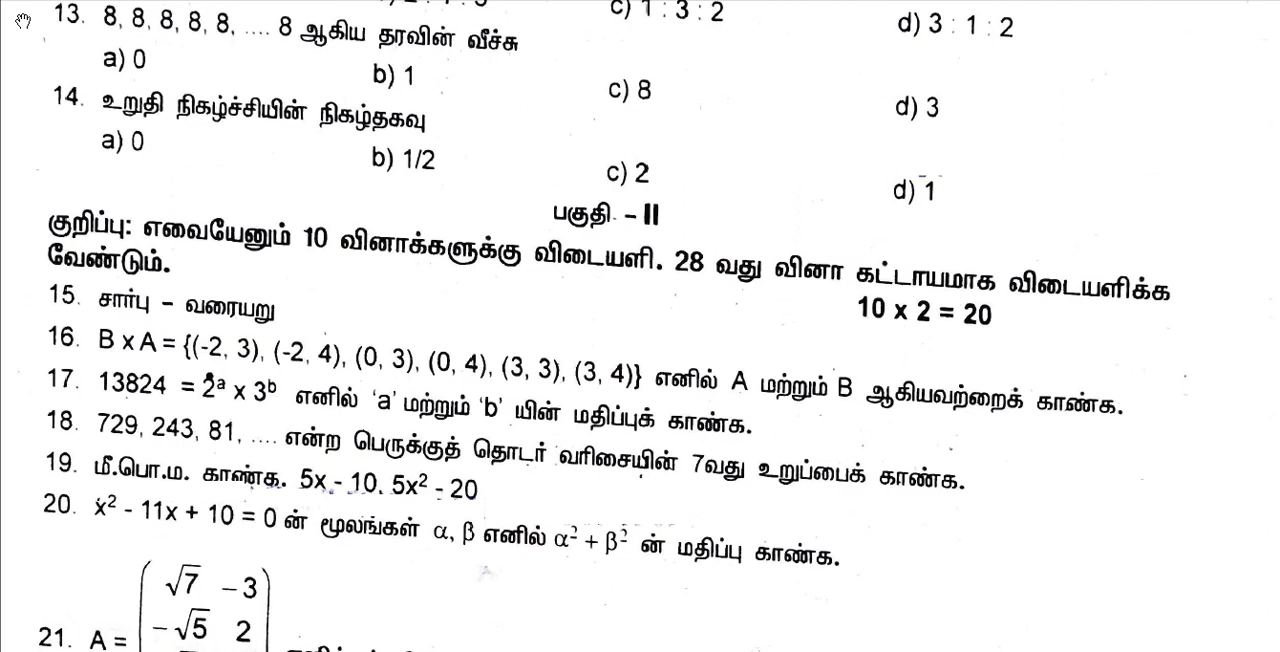 c) 1 : 3 : 2 d) 3 : 1 : 2
13. 8, 8, 8, 8, 8, .... 8 ஆகிய தரவின் வீச்சு
a) 0 b) 1 c) 8 d) 3
14. உறுதி நிகழ்ச்சியின் நிகழ்தகவு
a) 0 b) 1/2 c) 2 d) 1
பகுதி - II
குறிப்பு: எவையேனும் 10 வினாக்களுக்கு விடையளி. 28 வது வினா கட்டாயமாக விடையளிக்க
வேண்டும்.
10 x 2 = 20
15. சார்பு – வரையறு
16. B x A = {(-2, 3), (-2, 4), (0, 3), (0, 4), (3, 3), (3, 4)} எனில் A மற்றும் B ஆகியவற்றைக் காண்க.
17. 13824 = 2ᵃ x 3ᵇ எனில் 'a' மற்றும் 'b' யின் மதிப்புக் காண்க.
18. 729, 243, 81, .... என்ற பெருக்குத் தொடர் வரிசையின் 7வது உறுப்பைக் காண்க.
19. மீ.பொ.ம. காண்க. 5x - 10, 5x² - 20
20. x² - 11x + 10 = 0 ன் மூலங்கள் α, β எனில் α² + β² ன் மதிப்பு காண்க.
√7 -3
-√5 2
21. A =